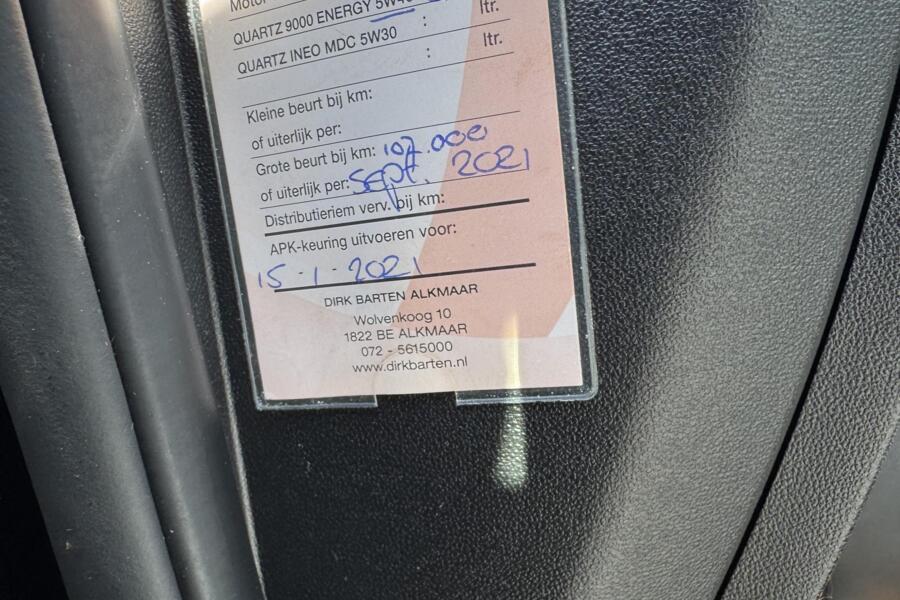 Motor
QUARTZ 9000 ENERGY 5W40 : ltr.
QUARTZ INEO MDC 5W30 : ltr.
Kleine beurt bij km:
of uiterlijk per:
Grote beurt bij km: 107.000
of uiterlijk per: Sept. 2021
Distributieriem verv. bij km:
APK-keuring uitvoeren voor:
15-1-2021
DIRK BARTEN ALKMAAR
Wolvenkoog 10
1822 BE ALKMAAR
072 - 5615000
www.dirkbarten.nl